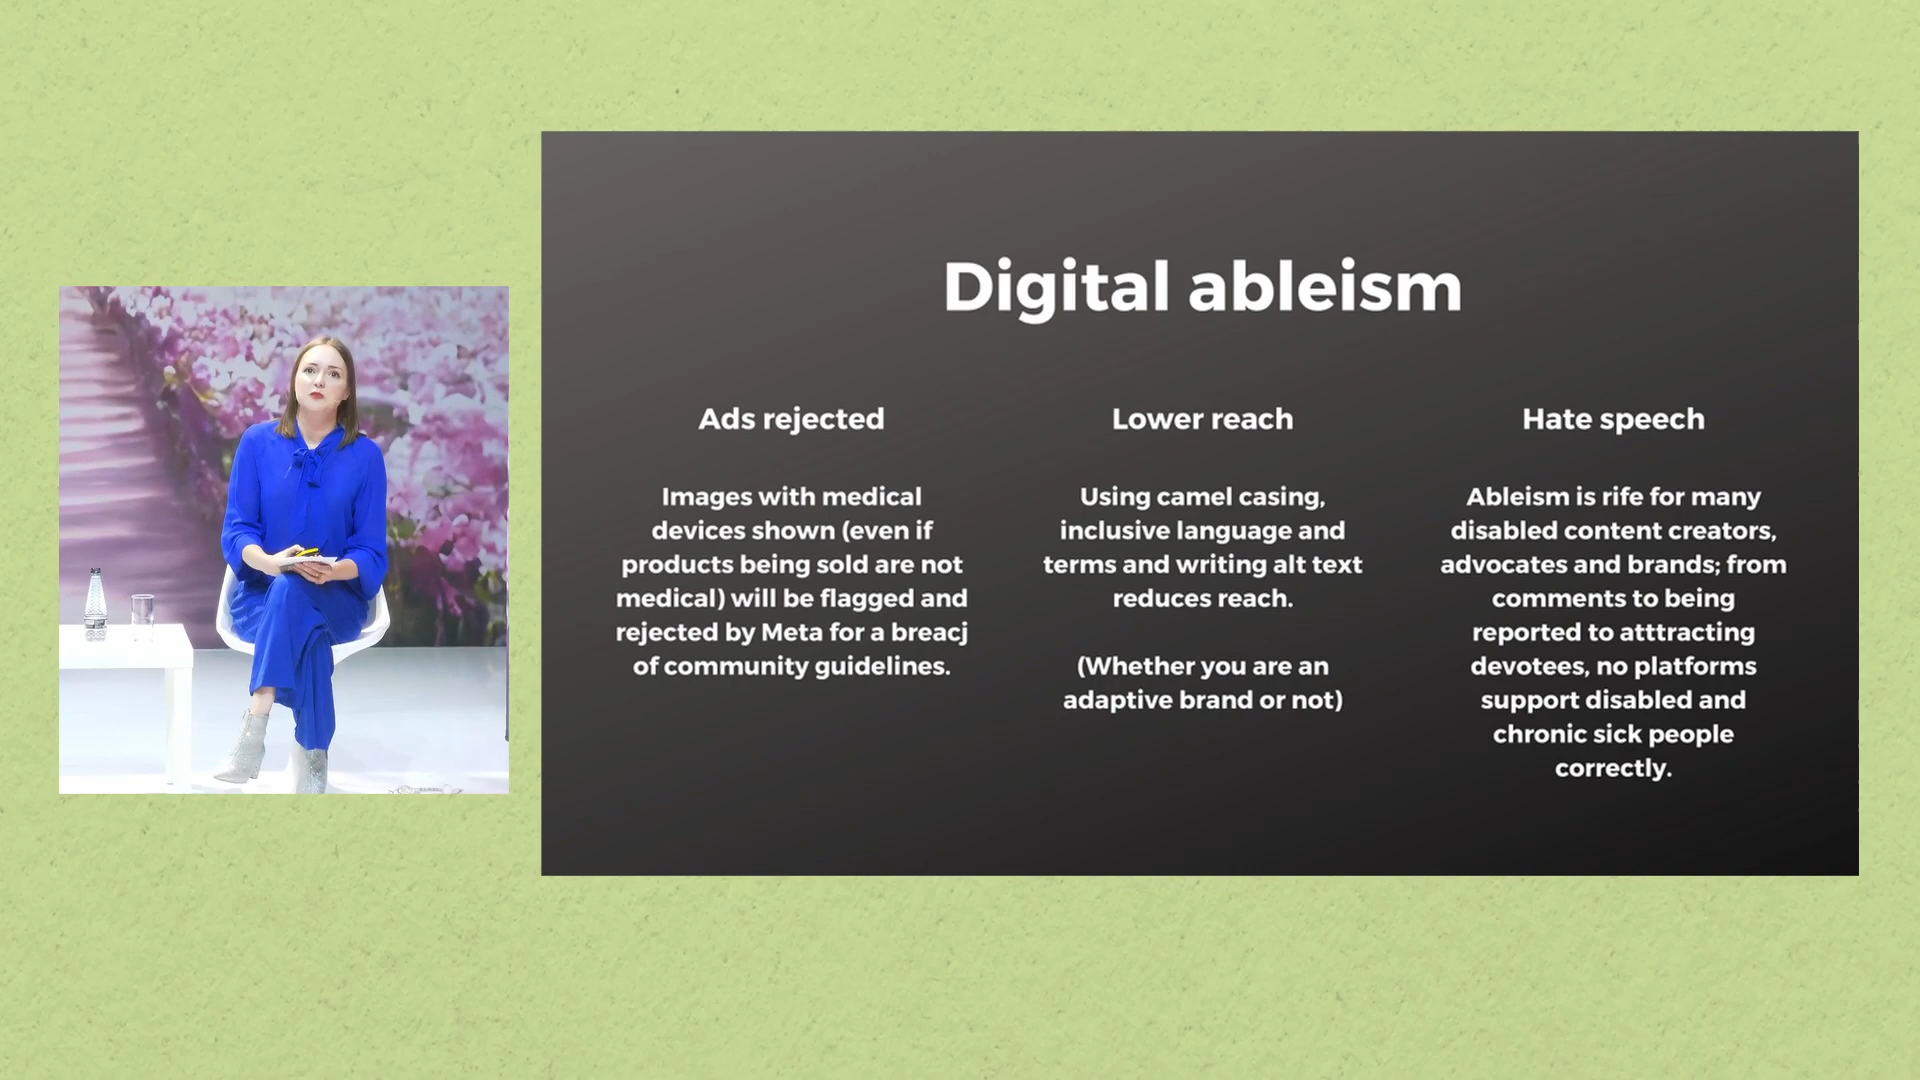 Digital ableism
Ads rejected
Images with medical
devices shown (even if
products being sold are not
medical) will be flagged and
rejected by Meta for a breacj
of community guidelines.
Lower reach
Using camel casing,
inclusive language and
terms and writing alt text
reduces reach.
(Whether you are an
adaptive brand or not)
Hate speech
Ableism is rife for many
disabled content creators,
advocates and brands; from
comments to being
reported to atttracting
devotees, no platforms
support disabled and
chronic sick people
correctly.